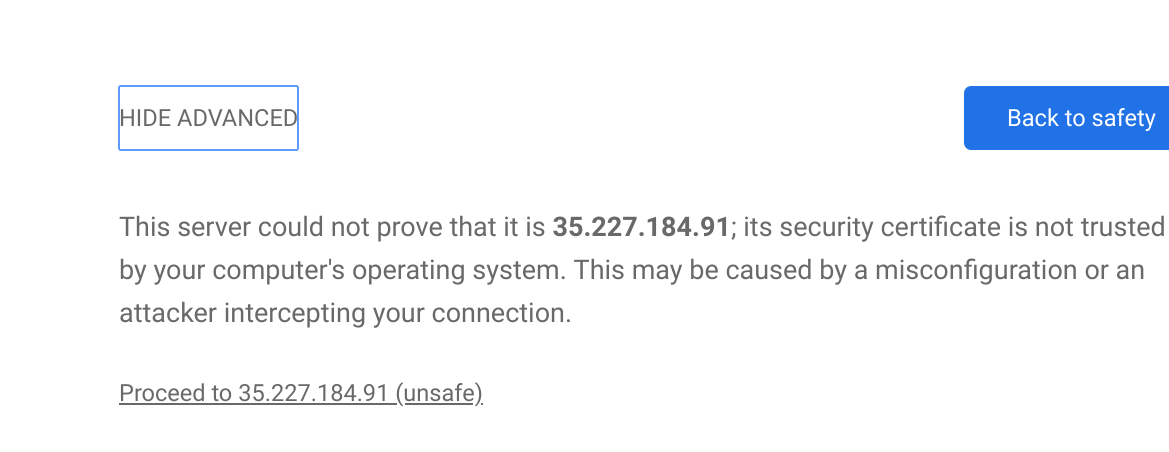 HIDE ADVANCED
Back to safety
This server could not prove that it is 35.227.184.91; its security certificate is not trusted
by your computer's operating system. This may be caused by a misconfiguration or an
attacker intercepting your connection.
Proceed to 35.227.184.91 (unsafe)